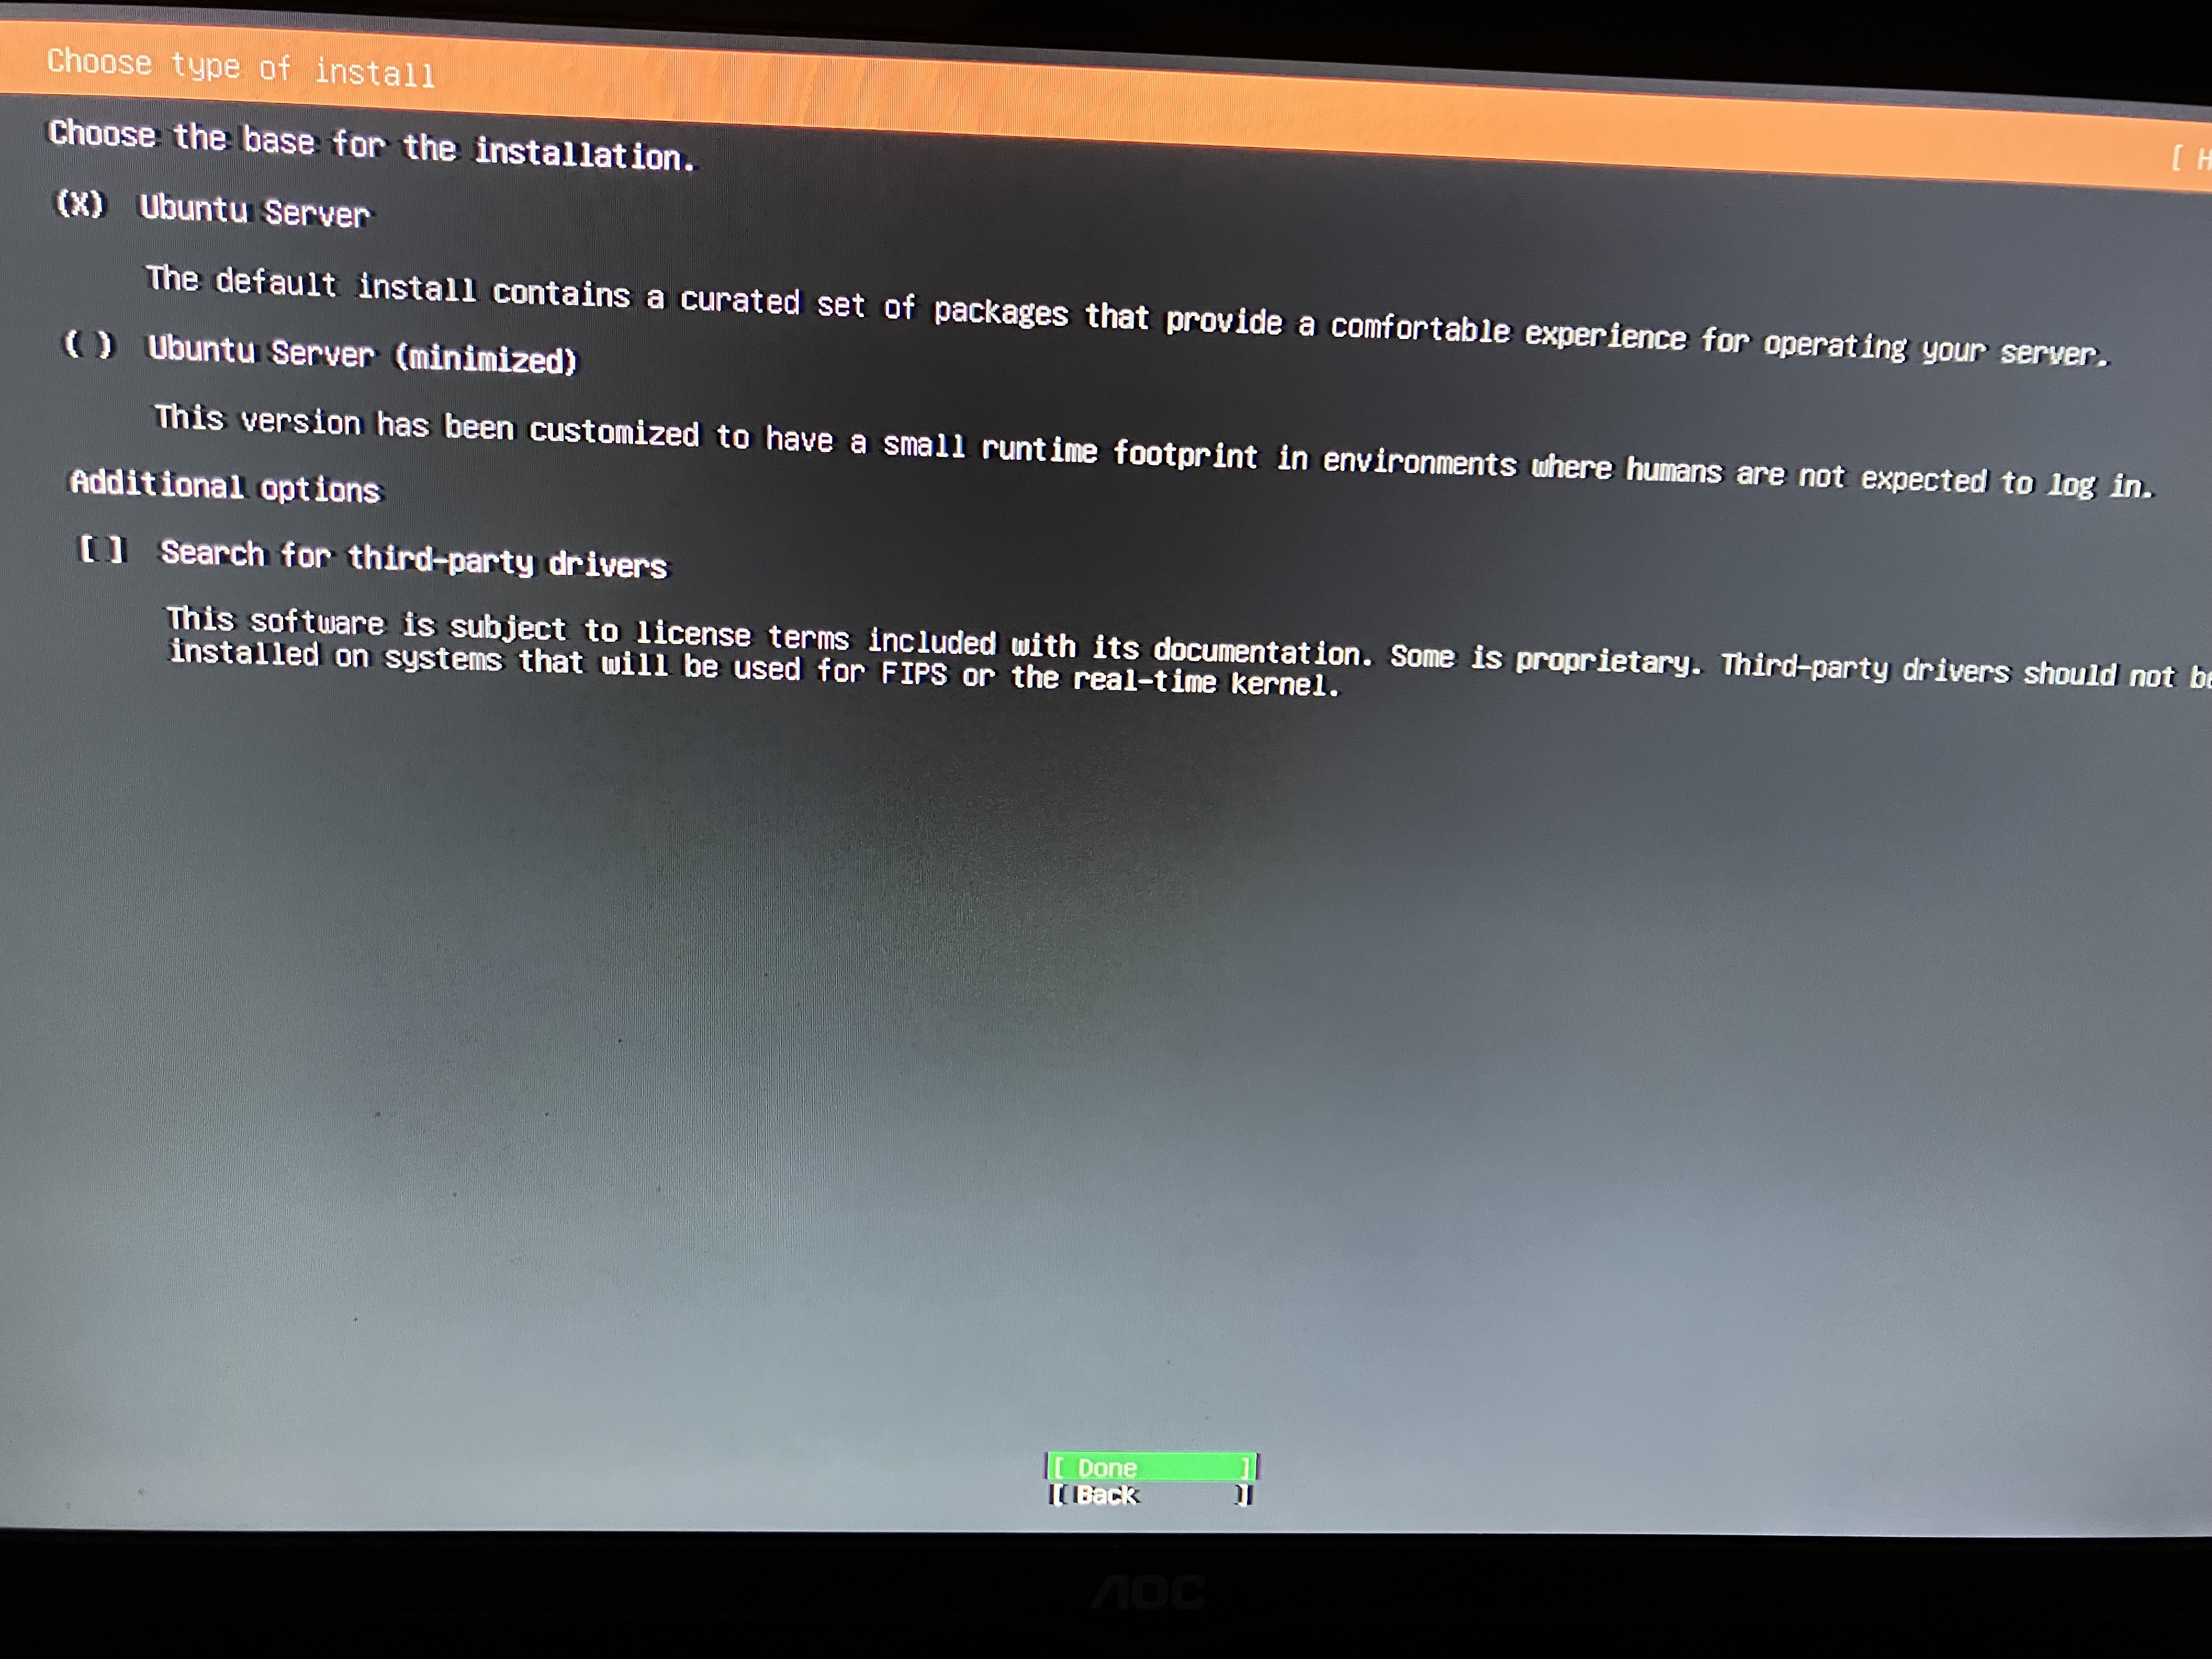 Choose type of install
[ H
Choose the base for the installation.
(X) Ubuntu Server
The default install contains a curated set of packages that provide a comfortable experience for operating your server.
( ) Ubuntu Server (minimized)
This version has been customized to have a small runtime footprint in environments where humans are not expected to log in.
Additional options
[ ] Search for third-party drivers
This software is subject to license terms included with its documentation. Some is proprietary. Third-party drivers should not be
installed on systems that will be used for FIPS or the real-time kernel.
[ Done ]
[ Back ]
AOC